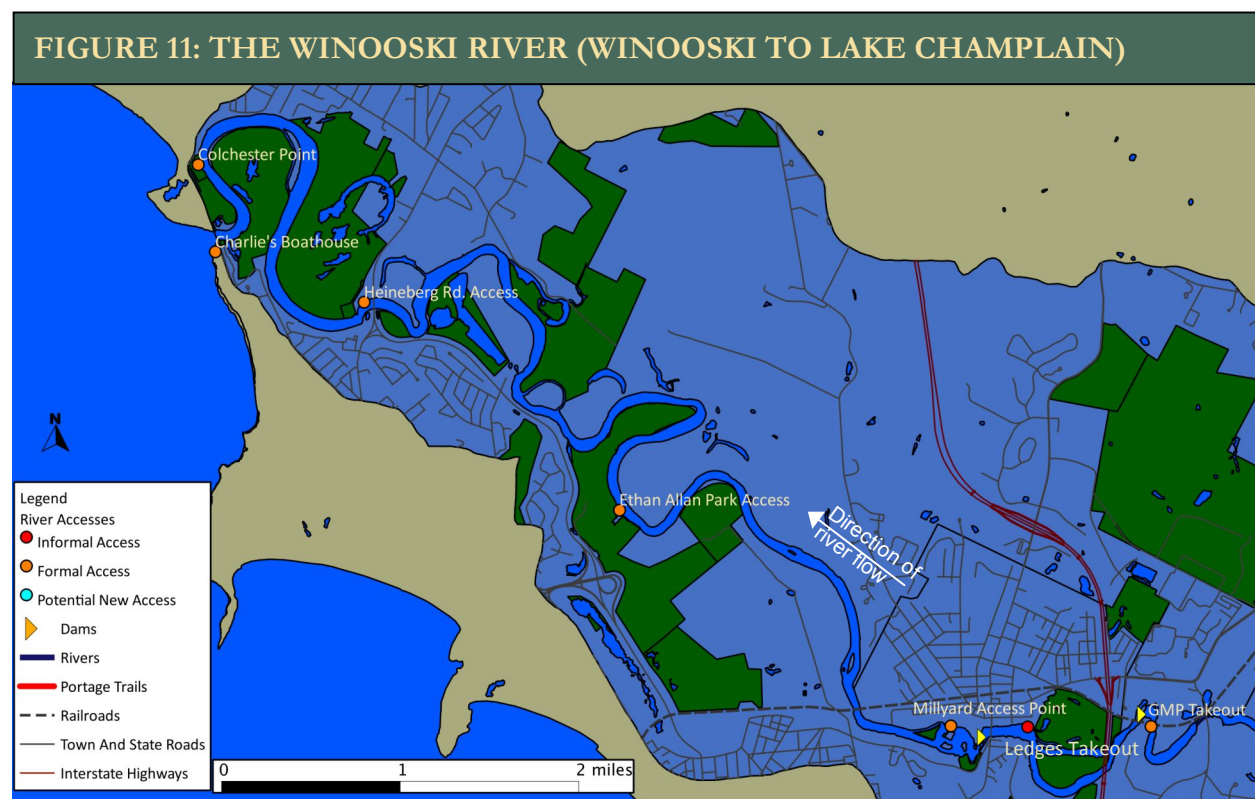 FIGURE 11: THE WINOOSKI RIVER (WINOOSKI TO LAKE CHAMPLAIN)
Colchester Point
Charlie's Boathouse
Heineberg Rd. Access
Ethan Allan Park Access
Direction of
river flow
Millyard Access Point
GMP Takeout
Ledges Takeout
N
Legend
River Accesses
Informal Access
Formal Access
Potential New Access
Dams
Rivers
Portage Trails
Railroads
Town And State Roads
Interstate Highways
0 1 2 miles